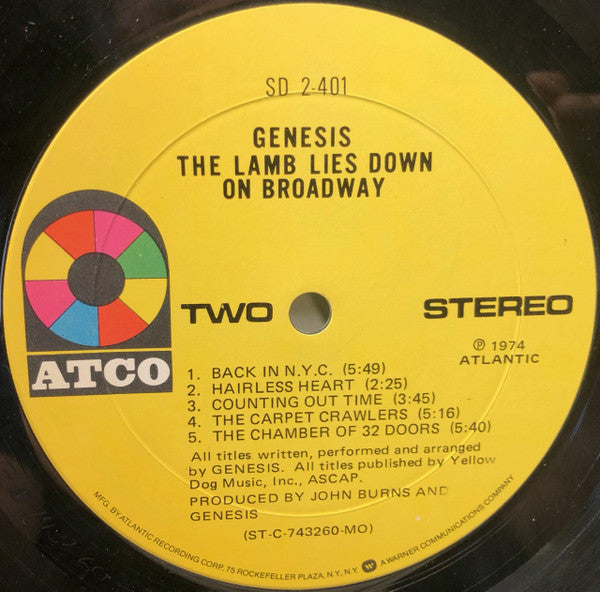 SD 2-401
GENESIS
THE LAMB LIES DOWN
ON BROADWAY
ATCO
TWO
STEREO
℗ 1974
ATLANTIC
1. BACK IN N.Y.C. (5:49)
2. HAIRLESS HEART (2:25)
3. COUNTING OUT TIME (3:45)
4. THE CARPET CRAWLERS (5:16)
5. THE CHAMBER OF 32 DOORS (5:40)
All titles written, performed and arranged
by GENESIS. All titles published by Yellow
Dog Music, Inc., ASCAP.
PRODUCED BY JOHN BURNS AND
GENESIS
(ST-C-743260-MO)
MFG. BY ATLANTIC RECORDING CORP. 75 ROCKEFELLER PLAZA, N.Y., N.Y. W A WARNER COMMUNICATIONS COMPANY